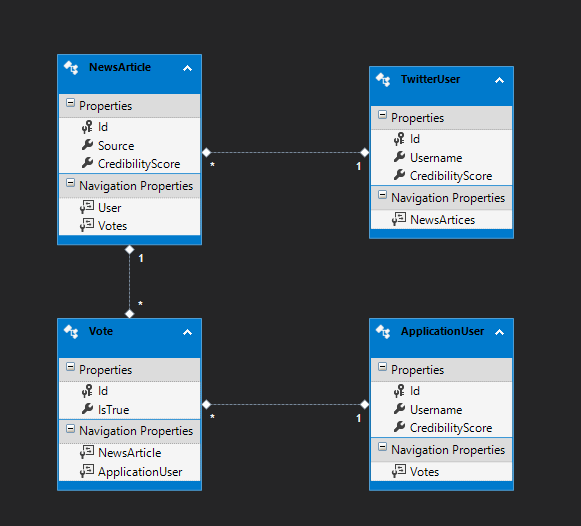 NewsArticle
Properties
Id
Source
CredibilityScore
Navigation Properties
User
Votes
TwitterUser
Properties
Id
Username
CredibilityScore
Navigation Properties
NewsArtices
*
1
1
*
Vote
Properties
Id
IsTrue
Navigation Properties
NewsArticle
ApplicationUser
ApplicationUser
Properties
Id
Username
CredibilityScore
Navigation Properties
Votes
*
1